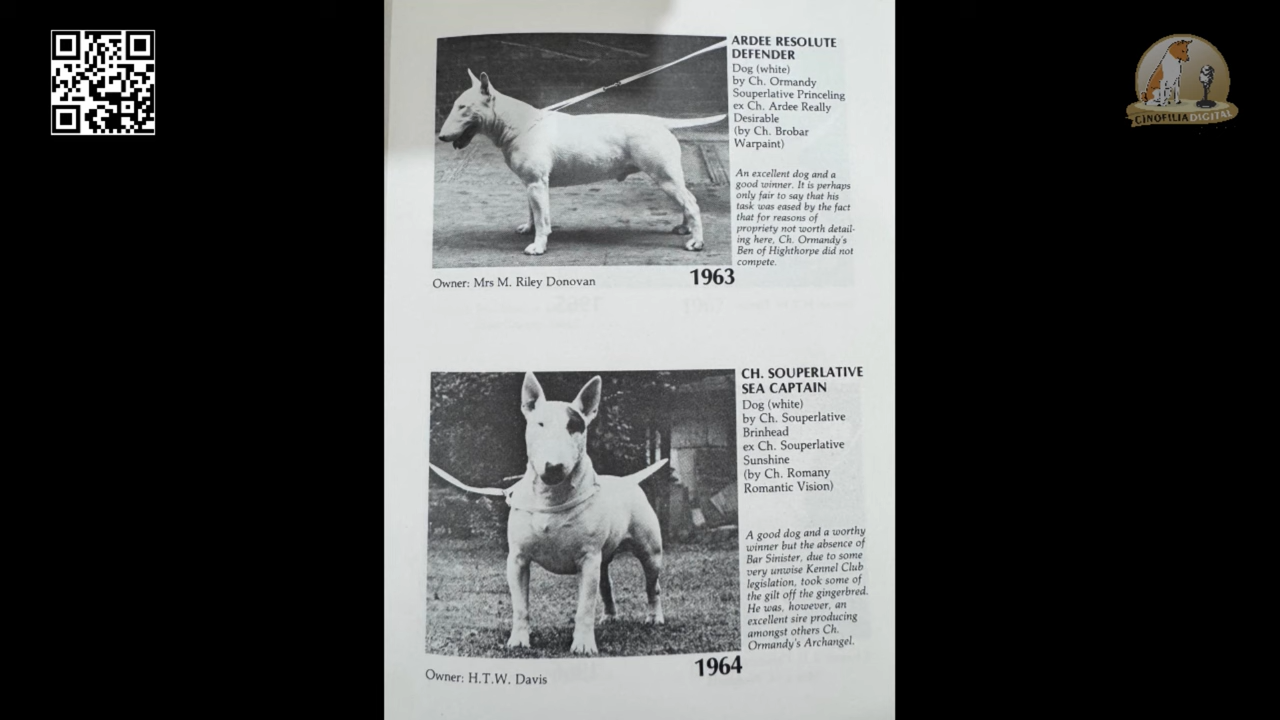 ARDEE RESOLUTE
DEFENDER
Dog (white)
by Ch. Ormandy
Souperlative Princeling
ex Ch. Ardee Really
Desirable
(by Ch. Brobar
Warpaint)
An excellent dog and a
good winner. It is perhaps
only fair to say that his
task was eased by the fact
that for reasons of
propriety not worth detail-
ing here, Ch. Ormandy's
Ben of Highthorpe did not
compete.
Owner: Mrs M. Riley Donovan
1963
CH. SOUPERLATIVE
SEA CAPTAIN
Dog (white)
by Ch. Souperlative
Brinhead
ex Ch. Souperlative
Sunshine
(by Ch. Romany
Romantic Vision)
A good dog and a worthy
winner but the absence of
Bar Sinister, due to some
very unwise Kennel Club
legislation, took some of
the gilt off the gingerbred.
He was, however, an
excellent sire producing
amongst others Ch.
Ormandy's Archangel.
Owner: H.T.W. Davis
1964
CINOFILIADIGITAL